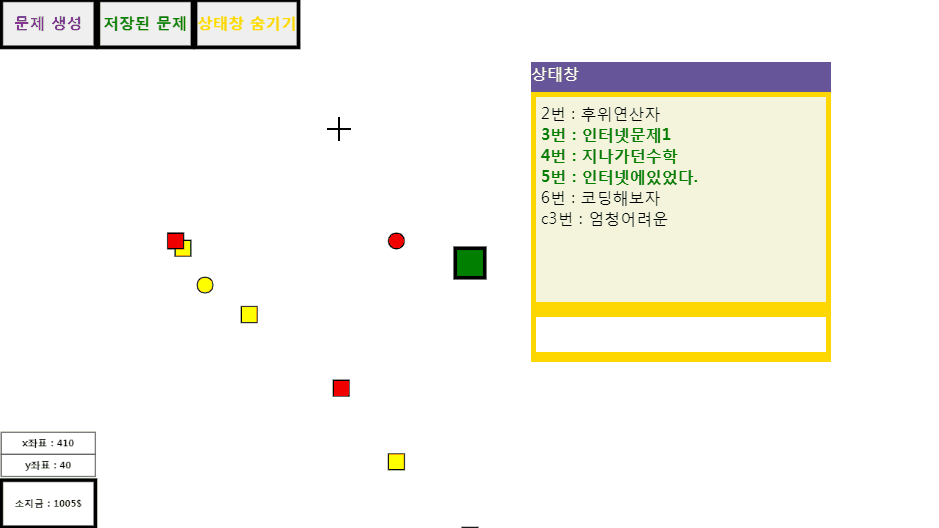 문제 생성 저장된 문제 상태창 숨기기
상태창
2번 : 후위연산자
3번 : 인터넷문제1
4번 : 지나가던수학
5번 : 인터넷에있었다.
6번 : 코딩해보자
c3번 : 엄청어려운
x좌표 : 410
y좌표 : 40
소지금 : 1005$